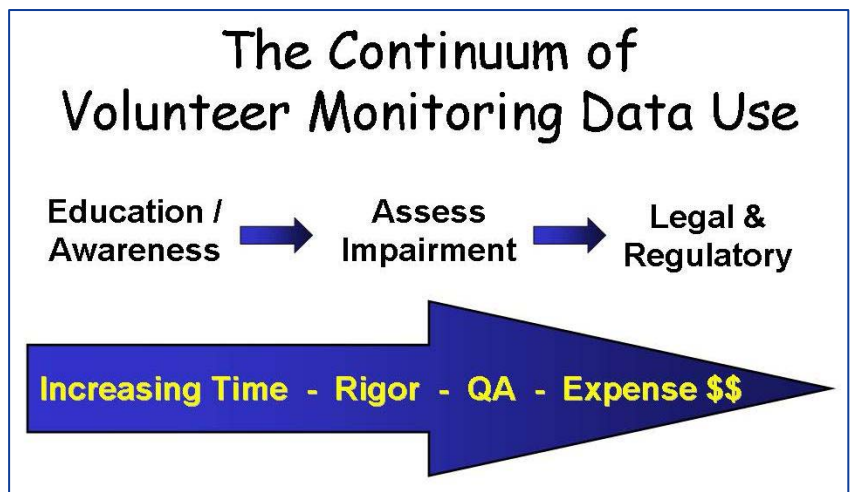 The Continuum of
Volunteer Monitoring Data Use
Education /
Awareness
Assess
Impairment
Legal &
Regulatory
Increasing Time - Rigor - QA - Expense $$